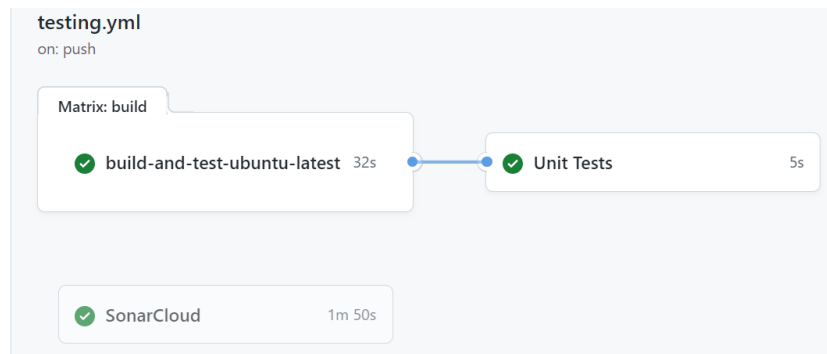 testing.yml
on: push
Matrix: build
build-and-test-ubuntu-latest 32s
Unit Tests 5s
SonarCloud 1m 50s